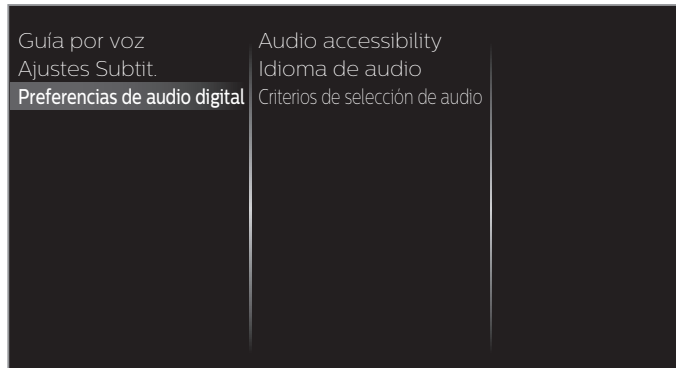 Guía por voz
Ajustes Subtit.
Preferencias de audio digital
Audio accessibility
Idioma de audio
Criterios de selección de audio